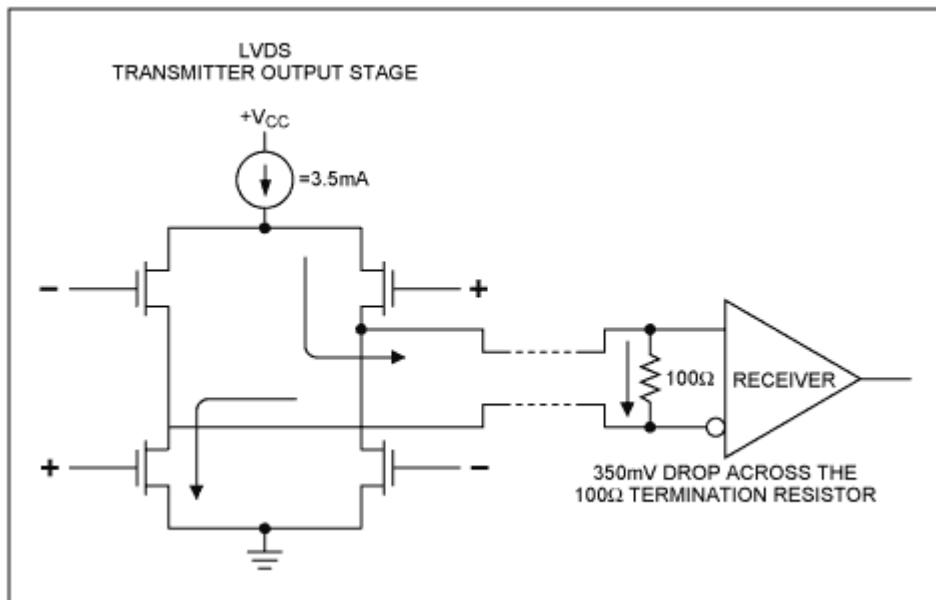 LVDS
TRANSMITTER OUTPUT STAGE
+VCC
=3.5mA
−
+
100Ω
RECEIVER
+
−
350mV DROP ACROSS THE
100Ω TERMINATION RESISTOR